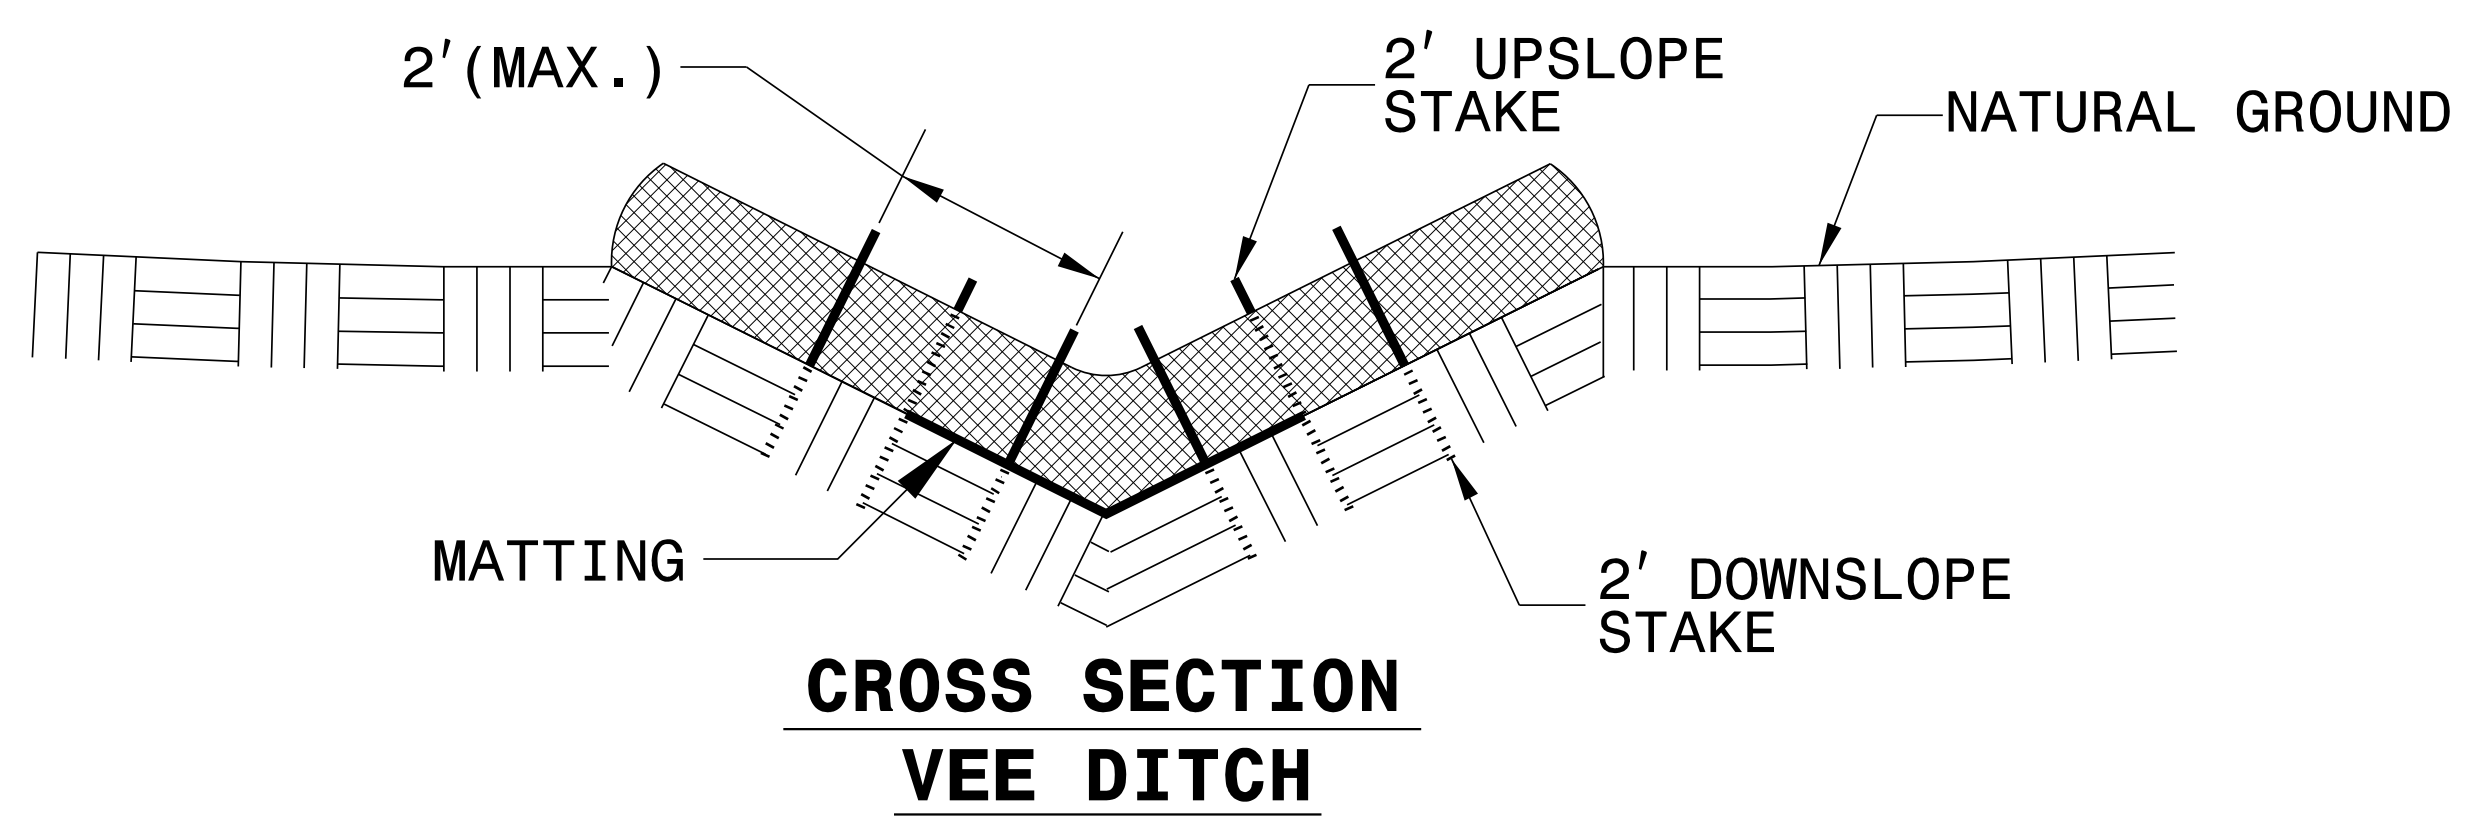 2'(MAX.)
2' UPSLOPE
STAKE
NATURAL GROUND
MATTING
2' DOWNSLOPE
STAKE
CROSS SECTION
VEE DITCH